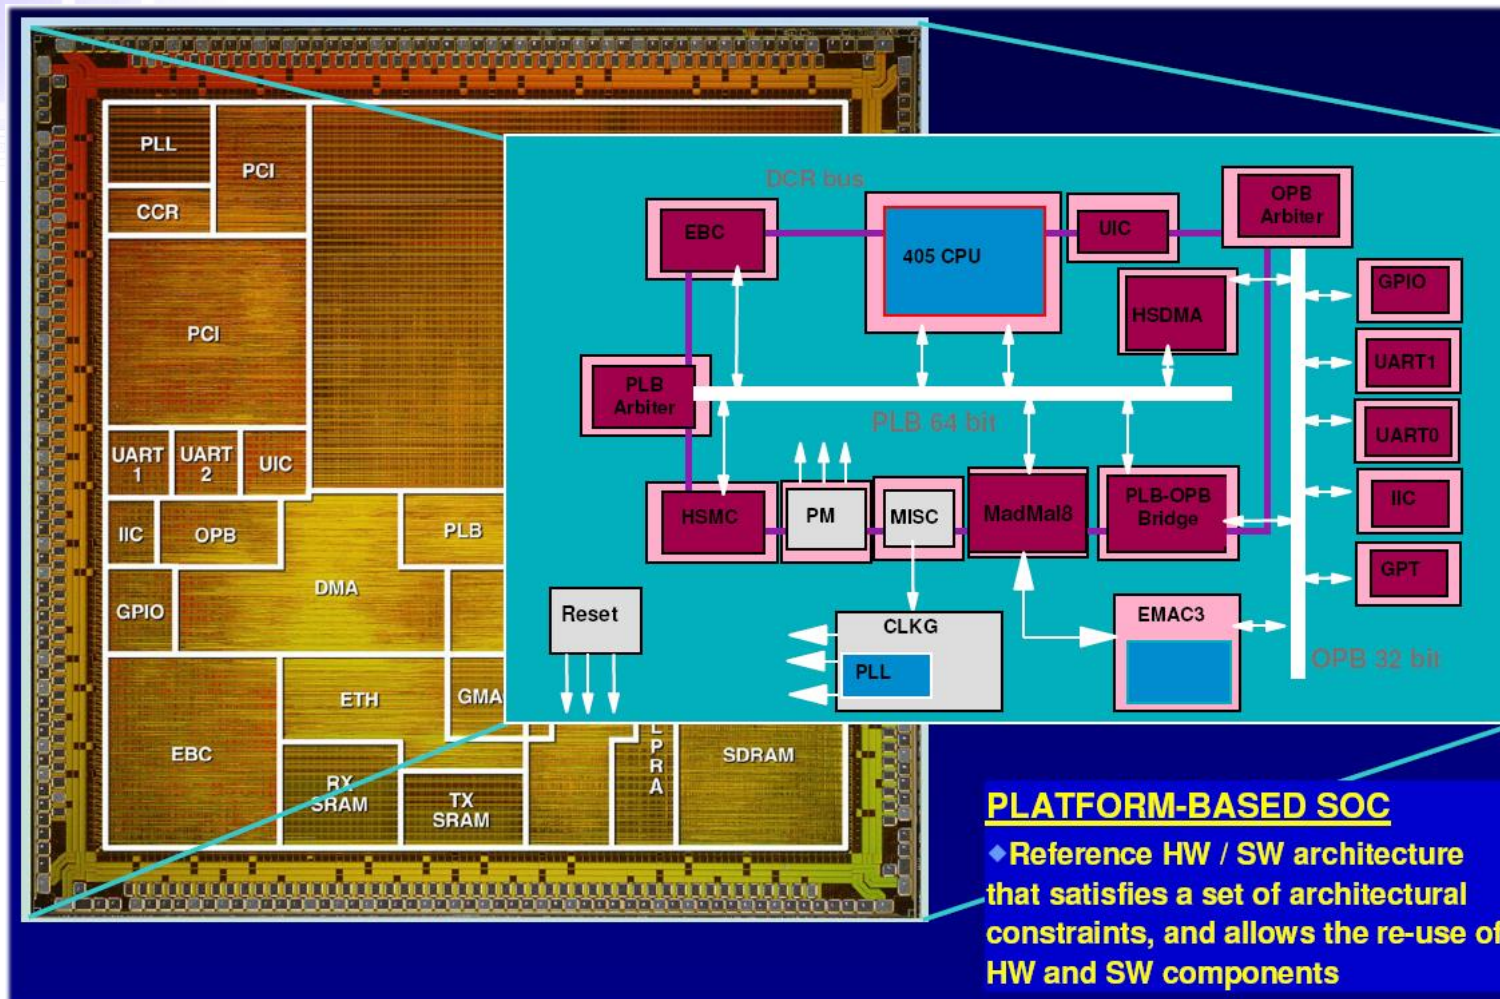 PLL
PCI
CCR
PCI
UART
1
UART
2
UIC
IIC
OPB
PLB
GPIO
DMA
ETH
GMA
EBC
RX
SRAM
TX
SRAM
L
P
R
A
SDRAM
DCR bus
EBC
405 CPU
UIC
OPB
Arbiter
HSDMA
GPIO
UART1
UART0
IIC
GPT
PLB
Arbiter
PLB 64 bit
HSMC
PM
MISC
MadMal8
PLB-OPB
Bridge
Reset
CLKG
PLL
EMAC3
OPB 32 bit
PLATFORM-BASED SOC
◆Reference HW / SW architecture
that satisfies a set of architectural
constraints, and allows the re-use of
HW and SW components